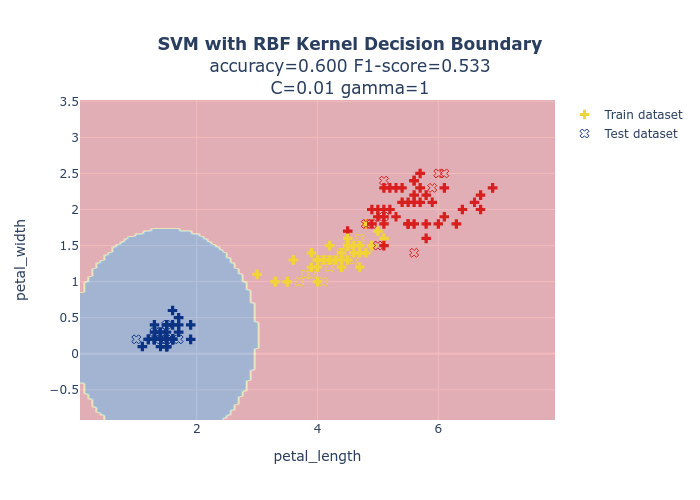 SVM with RBF Kernel Decision Boundary
accuracy=0.600 F1-score=0.533
C=0.01 gamma=1
Train dataset
Test dataset
3.5
3
2.5
2
1.5
1
0.5
0
−0.5
petal_width
2
4
6
petal_length